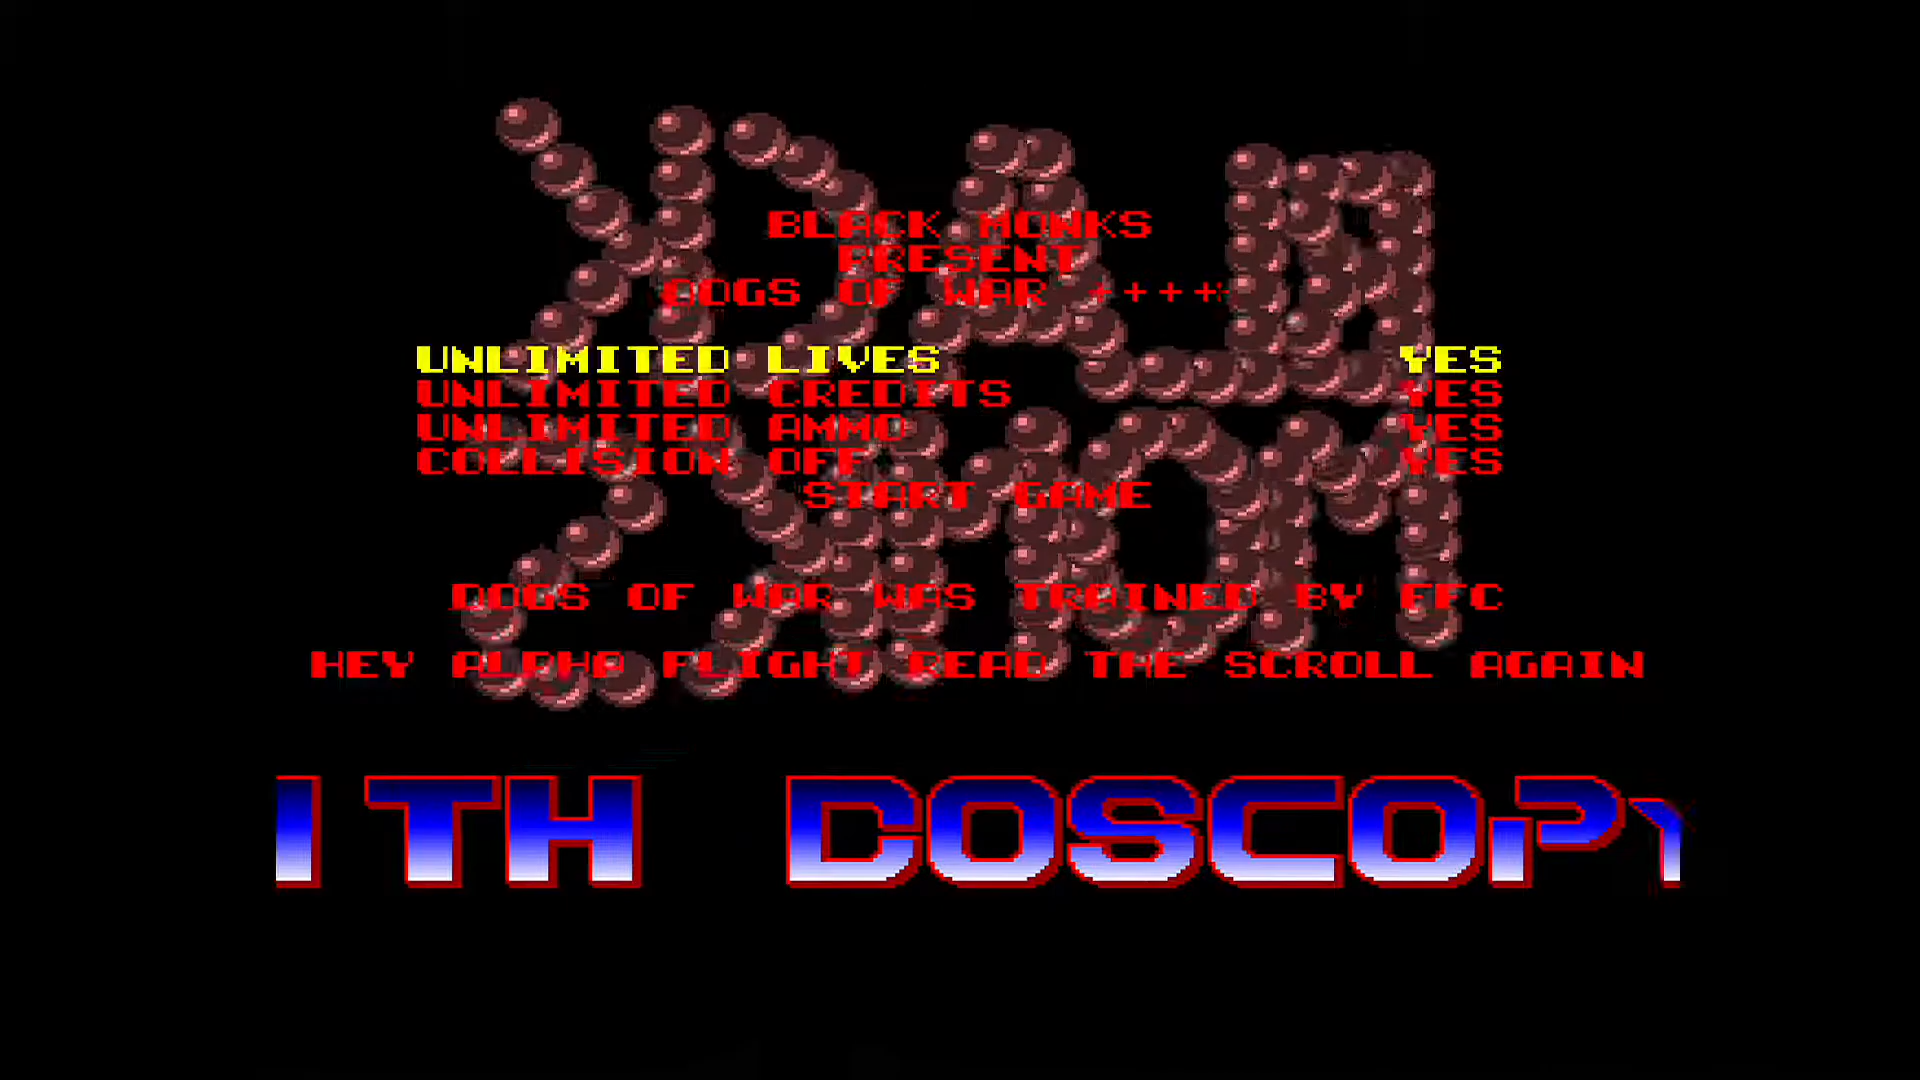 BLACK MONKS
PRESENT
DOGS OF WAR ++++
UNLIMITED LIVES YES
UNLIMITED CREDITS YES
UNLIMITED AMMO YES
COLLISION OFF YES
START GAME
DOGS OF WAR WAS TRAINED BY FFC
HEY ALPHA FLIGHT READ THE SCROLL AGAIN
ITH DOSCOPY